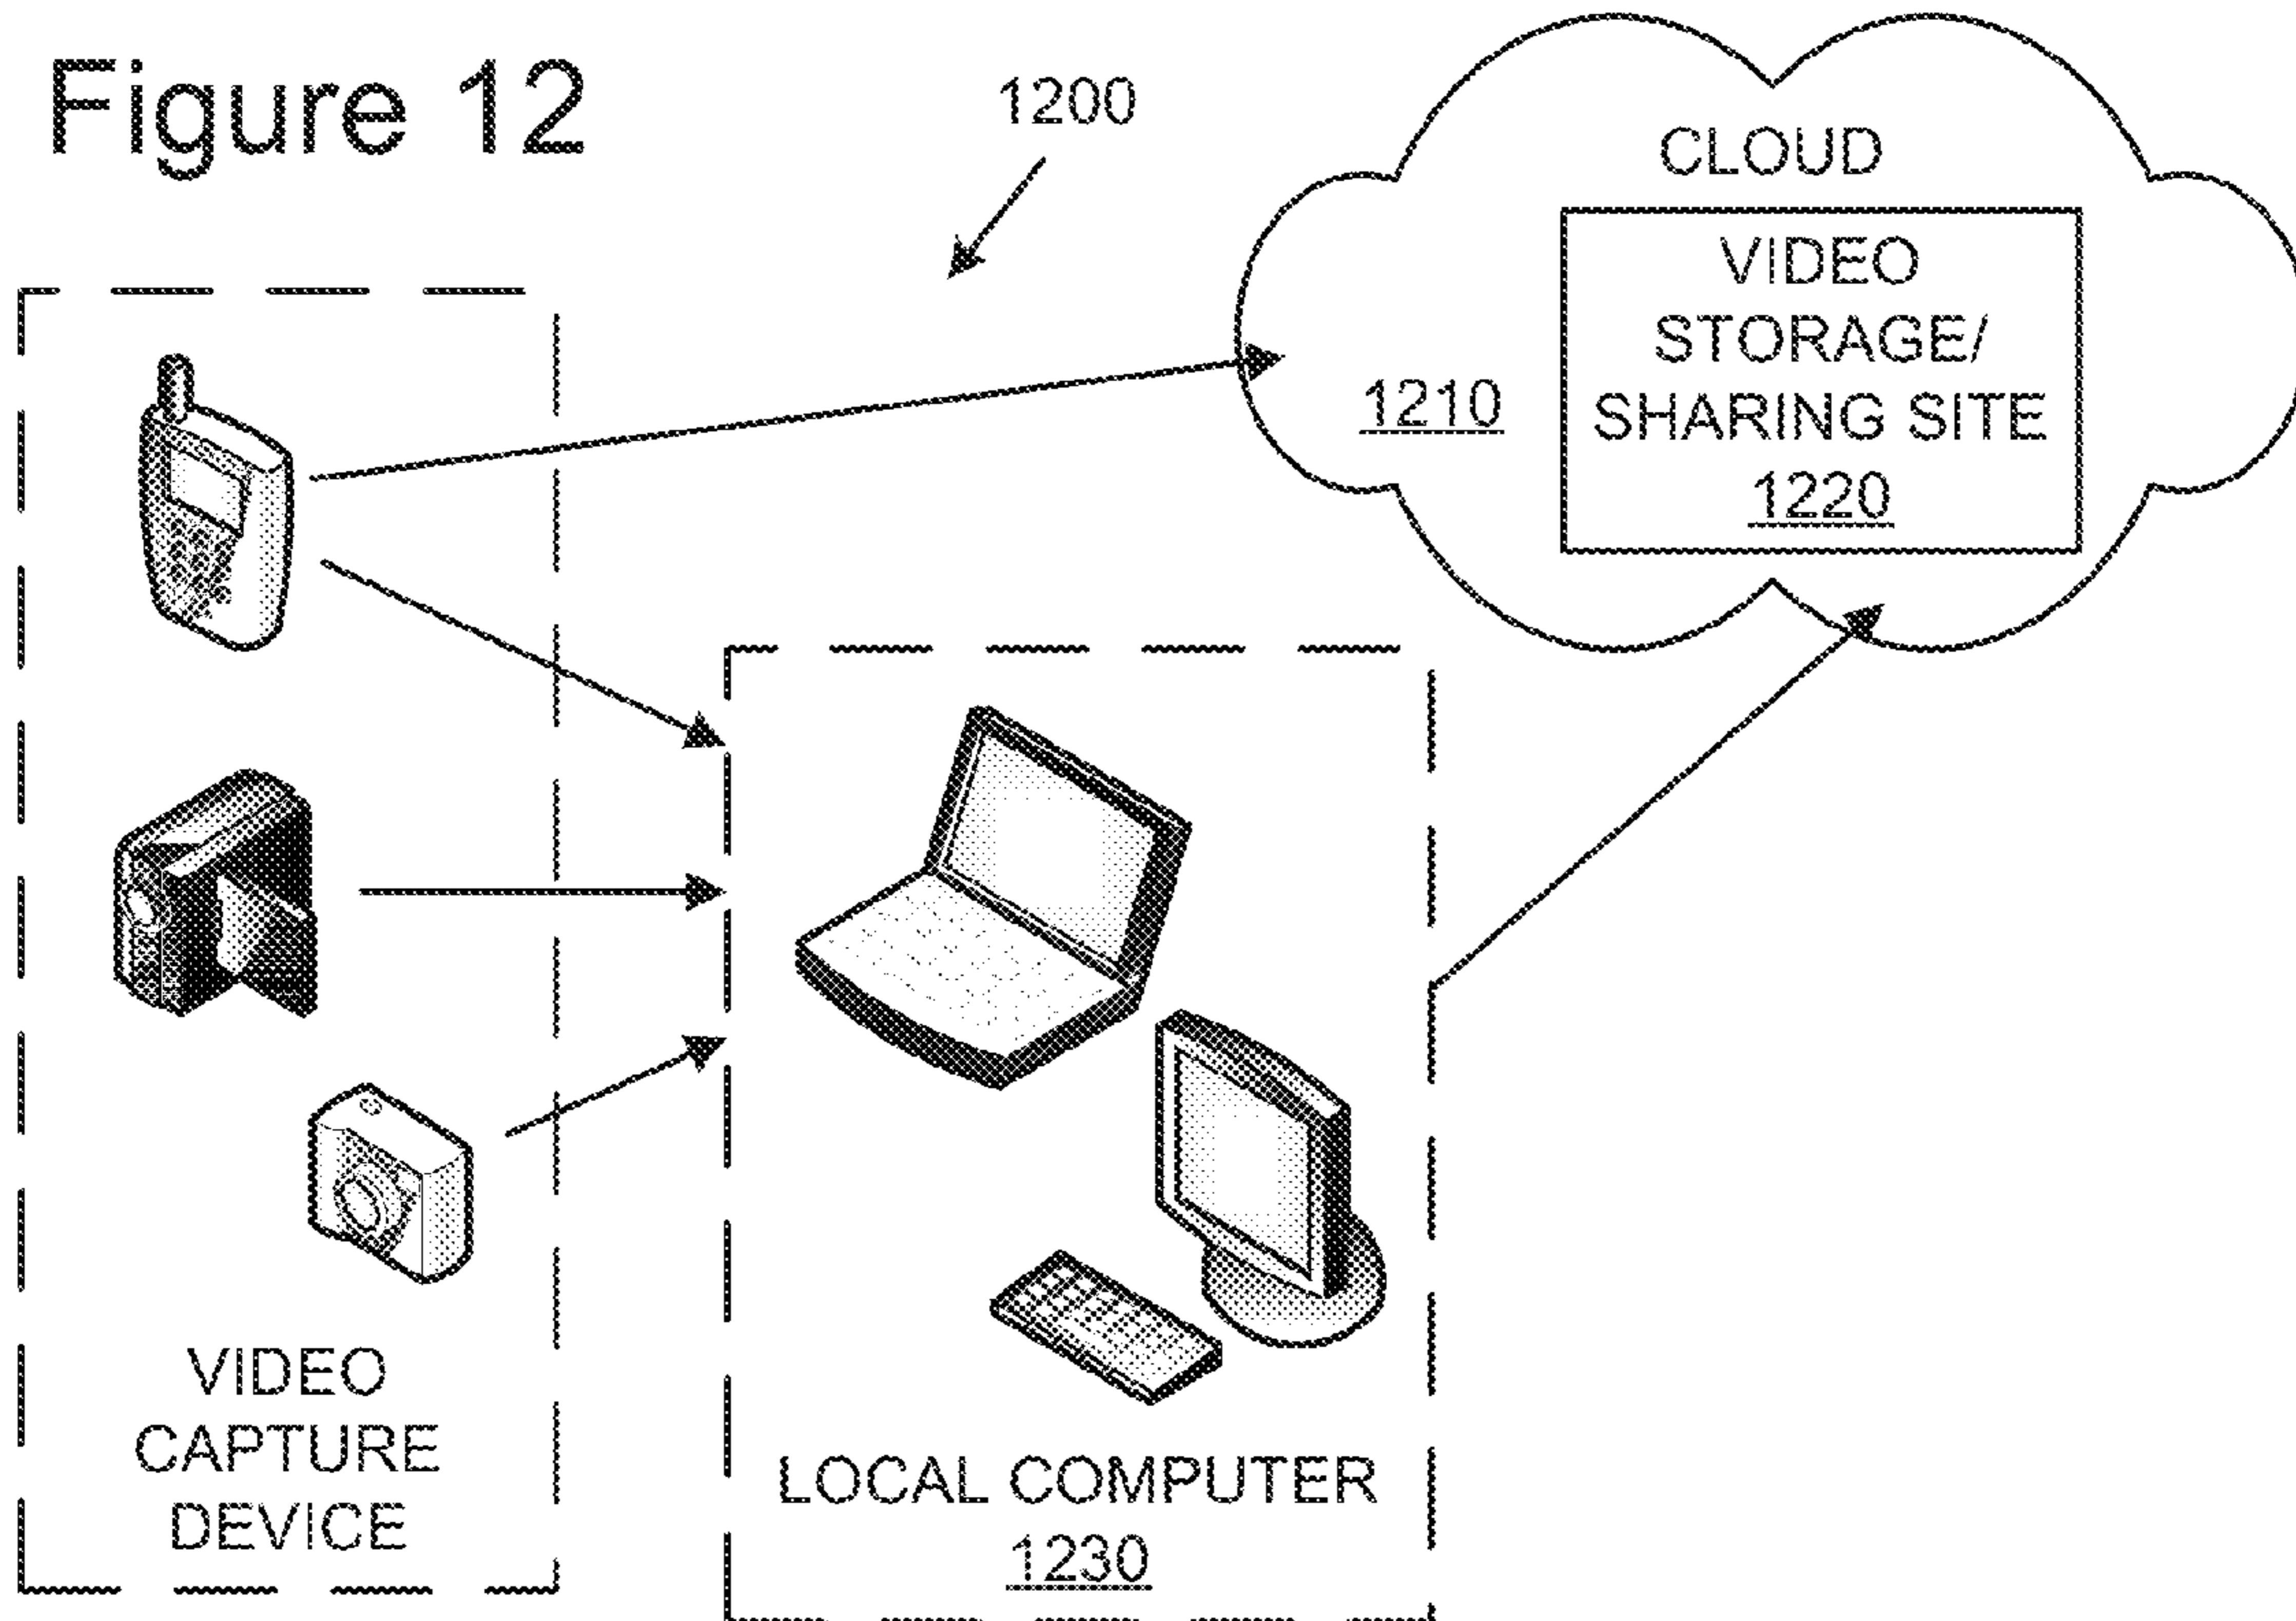 Figure 12
1200
CLOUD
VIDEO
STORAGE/
SHARING SITE
1220
1210
VIDEO
CAPTURE
DEVICE
LOCAL COMPUTER
1230